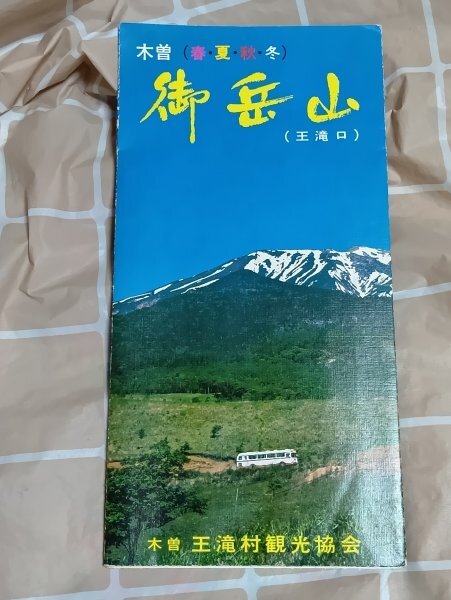 木曽（春・夏・秋・冬）
御岳山
（王滝口）
木曽 王滝村観光協会